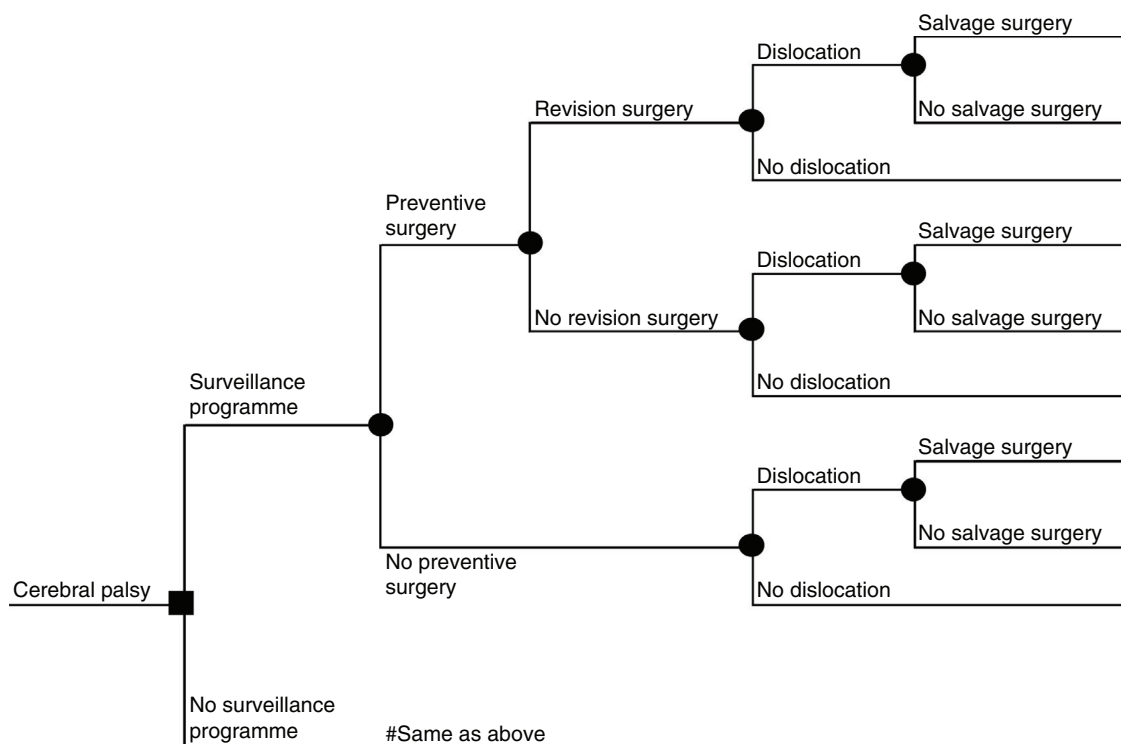 Salvage surgery
Dislocation
No salvage surgery
Revision surgery
No dislocation
Preventive
surgery
Salvage surgery
Dislocation
No salvage surgery
No revision surgery
No dislocation
Surveillance
programme
Salvage surgery
Dislocation
No salvage surgery
No preventive
surgery
No dislocation
Cerebral palsy
No surveillance
programme
#Same as above